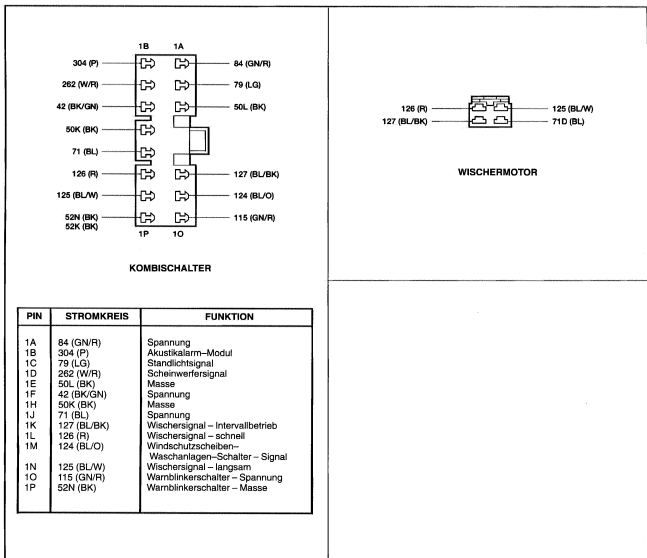 1B 1A
304 (P) 84 (GN/R)
262 (W/R) 79 (LG)
42 (BK/GN) 50L (BK)
50K (BK)
71 (BL)
126 (R) 127 (BL/BK)
125 (BL/W) 124 (BL/O)
52N (BK) 115 (GN/R)
52K (BK)
1P 1O
KOMBISCHALTER
126 (R) 125 (BL/W)
127 (BL/BK) 71D (BL)
WISCHERMOTOR
PIN STROMKREIS FUNKTION
1A 84 (GN/R) Spannung
1B 304 (P) Akustikalarm–Modul
1C 79 (LG) Standlichtsignal
1D 262 (W/R) Scheinwerfersignal
1E 50L (BK) Masse
1F 42 (BK/GN) Spannung
1H 50K (BK) Masse
1J 71 (BL) Spannung
1K 127 (BL/BK) Wischersignal – Intervallbetrieb
1L 126 (R) Wischersignal – schnell
1M 124 (BL/O) Windschutzscheiben–
Waschanlagen–Schalter – Signal
1N 125 (BL/W) Wischersignal – langsam
1O 115 (GN/R) Warnblinkerschalter – Spannung
1P 52N (BK) Warnblinkerschalter – Masse